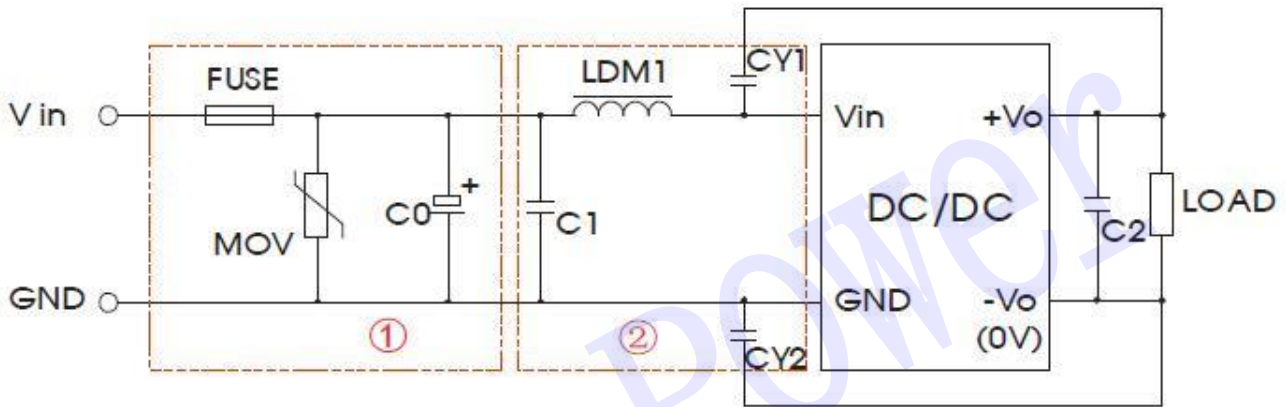 FUSE
LDM1
CY1
Vin
Vin
+Vo
MOV
C0
+
C1
DC/DC
C2
LOAD
GND
GND
-Vo
(0V)
①
②
CY2
Power